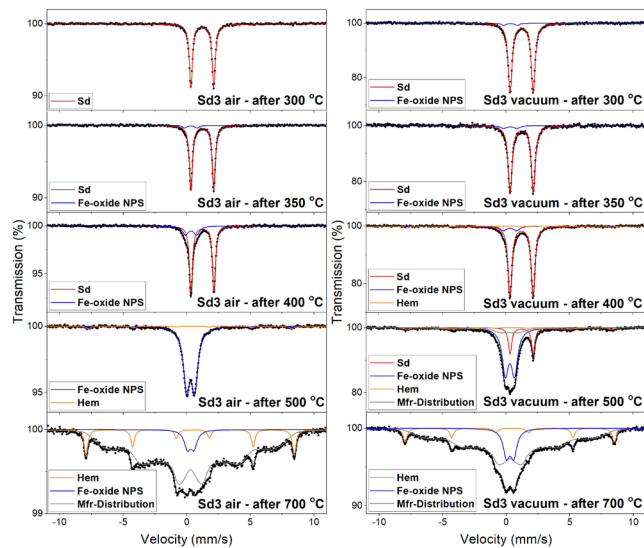 100
90
Sd
Sd3 air - after 300 °C
100
90
Sd
Fe-oxide NPS
Sd3 air - after 350 °C
100
95
Sd
Fe-oxide NPS
Sd3 air - after 400 °C
100
95
Fe-oxide NPS
Hem
Sd3 air - after 500 °C
100
99
Hem
Fe-oxide NPS
Mfr-Distribution
Sd3 air - after 700 °C
-10 -5 0 5 10
Velocity (mm/s)
Transmission (%)
100
80
Sd
Fe-oxide NPS
Sd3 vacuum - after 300 °C
100
80
Sd
Fe-oxide NPS
Sd3 vacuum - after 350 °C
100
80
Sd
Fe-oxide NPS
Hem
Sd3 vacuum - after 400 °C
100
80
Sd
Fe-oxide NPS
Hem
Mfr-Distribution
Sd3 vacuum - after 500 °C
100
90
Hem
Fe-oxide NPS
Mfr-Distribution
Sd3 vacuum - after 700 °C
-10 -5 0 5 10
Velocity (mm/s)
Transmission (%)